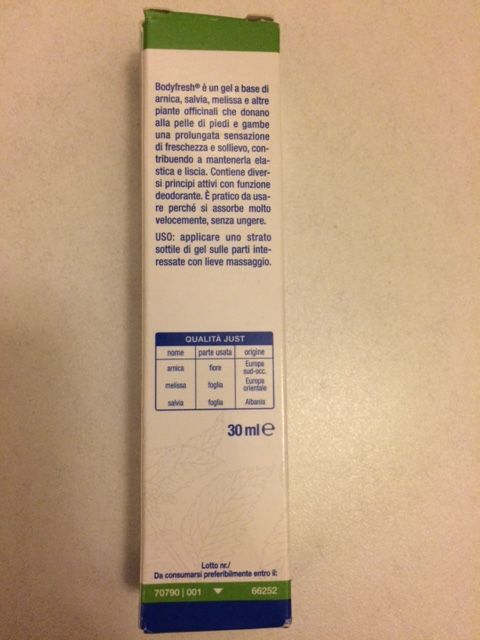 Bodyfresh® è un gel a base di
arnica, salvia, melissa e altre
piante officinali che donano
alla pelle di piedi e gambe
una prolungata sensazione
di freschezza e sollievo, con-
tribuendo a mantenerla ela-
stica e liscia. Contiene diver-
si principi attivi con funzione
deodorante. È pratico da usa-
re perché si assorbe molto
velocemente, senza ungere.
USO: applicare uno strato
sottile di gel sulle parti inte-
ressate con lieve massaggio.
QUALITÀ JUST
nome parte usata origine
arnica fiore Europa sud-occ.
melissa foglia Europa orientale
salvia foglia Albania
30 ml e
Lotto nr./
Da consumarsi preferibilmente entro il:
70790 | 001 66252